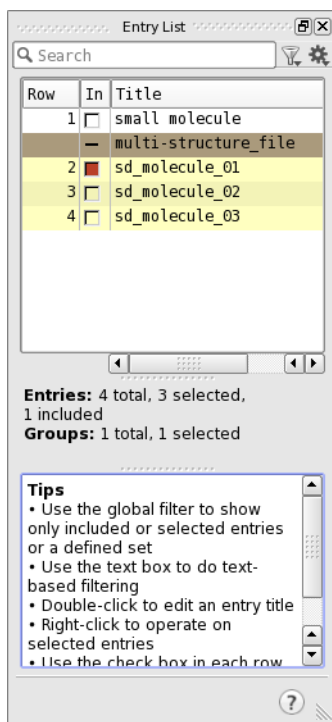 Entry List
Search
Row In Title
1 small molecule
multi-structure_file
2 sd_molecule_01
3 sd_molecule_02
4 sd_molecule_03
Entries: 4 total, 3 selected,
1 included
Groups: 1 total, 1 selected
Tips
• Use the global filter to show
only included or selected entries
or a defined set
• Use the text box to do text-
based filtering
• Double-click to edit an entry title
• Right-click to operate on
selected entries
• Use the check box in each row
?